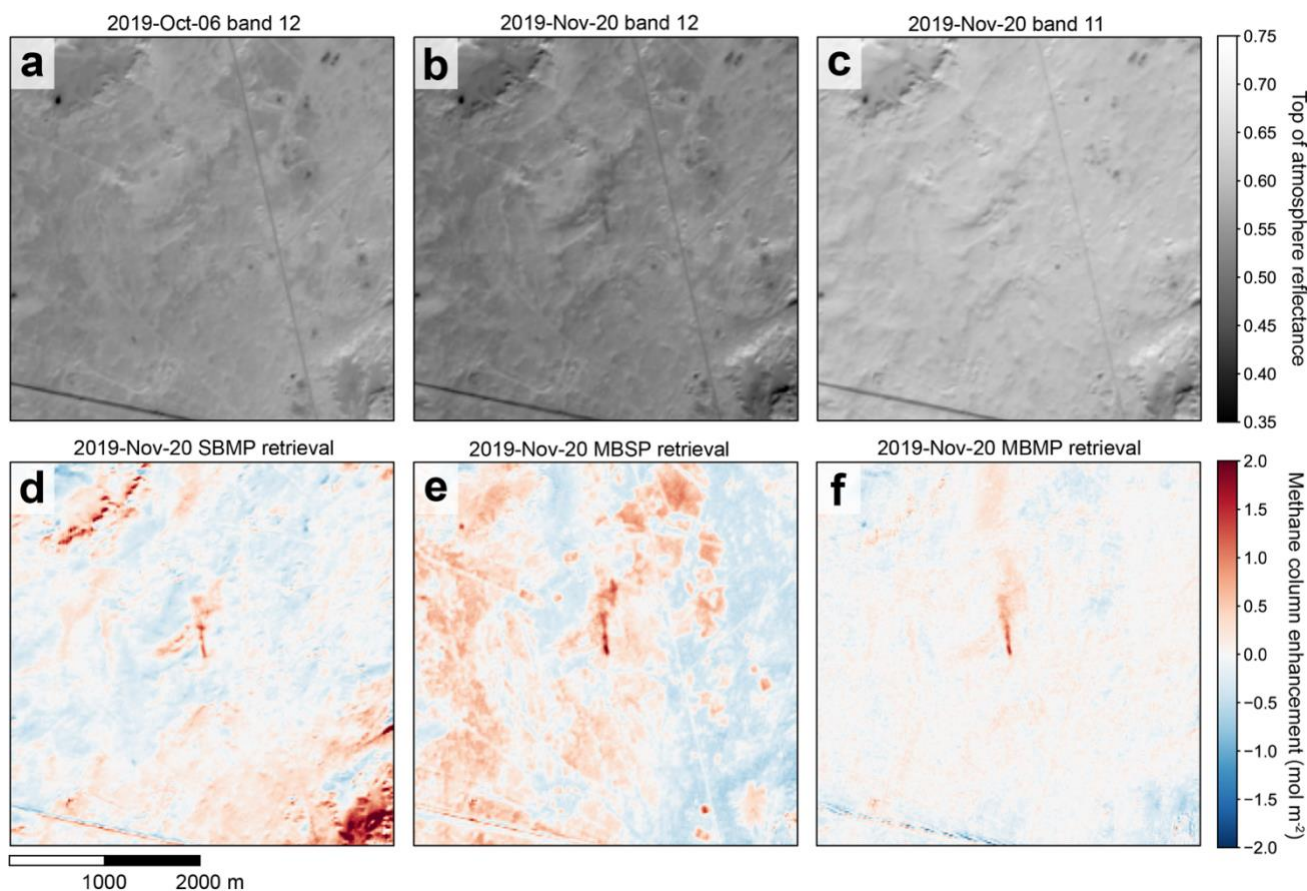 2019-Oct-06 band 12
2019-Nov-20 band 12
2019-Nov-20 band 11
a
b
c
0.75
0.70
0.65
0.60
0.55
0.50
0.45
0.40
0.35
Top of atmosphere reflectance
2019-Nov-20 SBMP retrieval
2019-Nov-20 MBSP retrieval
2019-Nov-20 MBMP retrieval
d
e
f
2.0
1.5
1.0
0.5
0.0
−0.5
−1.0
−1.5
−2.0
Methane column enhancement (mol m⁻²)
1000
2000 m